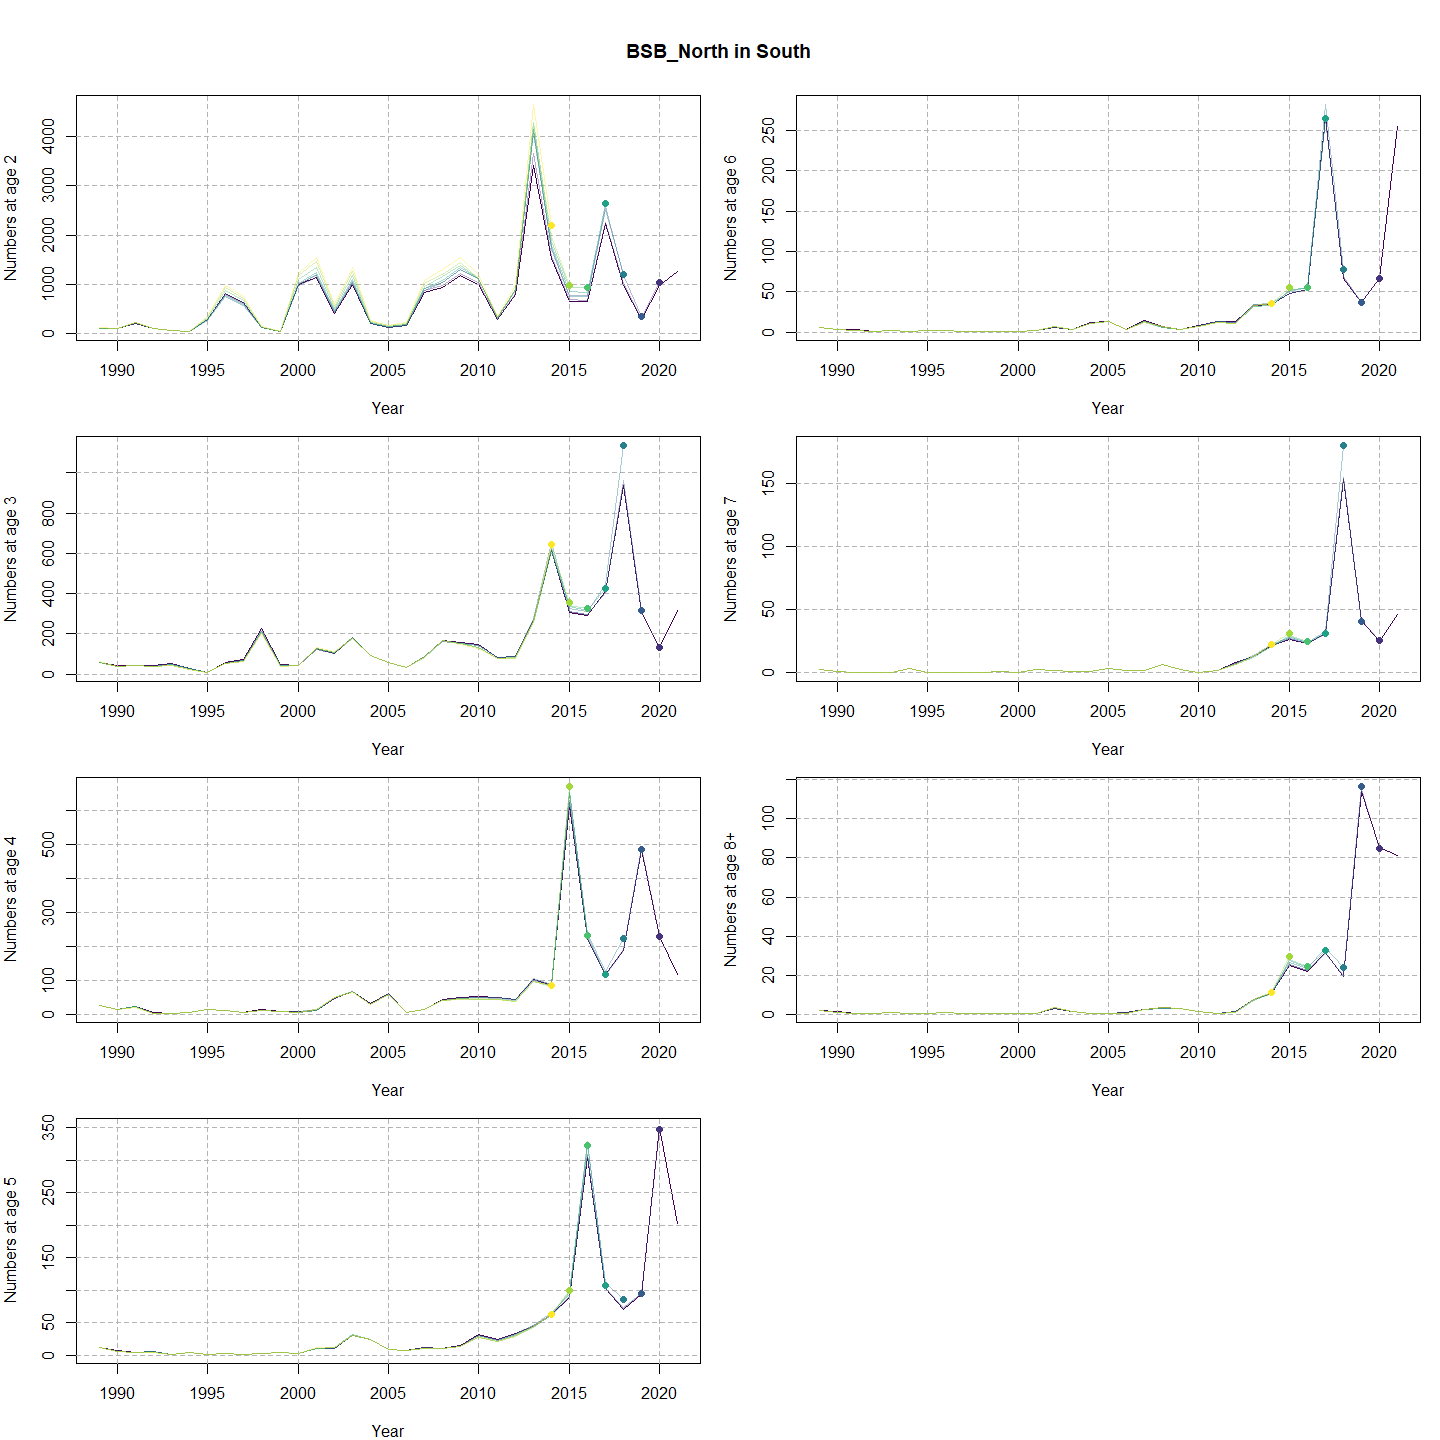 BSB_North in South
Numbers at age 2
0 1000 2000 3000 4000
1990 1995 2000 2005 2010 2015 2020
Year
Numbers at age 6
0 50 100 150 200 250
1990 1995 2000 2005 2010 2015 2020
Year
Numbers at age 3
0 200 400 600 800
1990 1995 2000 2005 2010 2015 2020
Year
Numbers at age 7
0 50 100 150
1990 1995 2000 2005 2010 2015 2020
Year
Numbers at age 4
0 100 300 500
1990 1995 2000 2005 2010 2015 2020
Year
Numbers at age 8+
0 20 40 60 80 100
1990 1995 2000 2005 2010 2015 2020
Year
Numbers at age 5
0 50 150 250 350
1990 1995 2000 2005 2010 2015 2020
Year